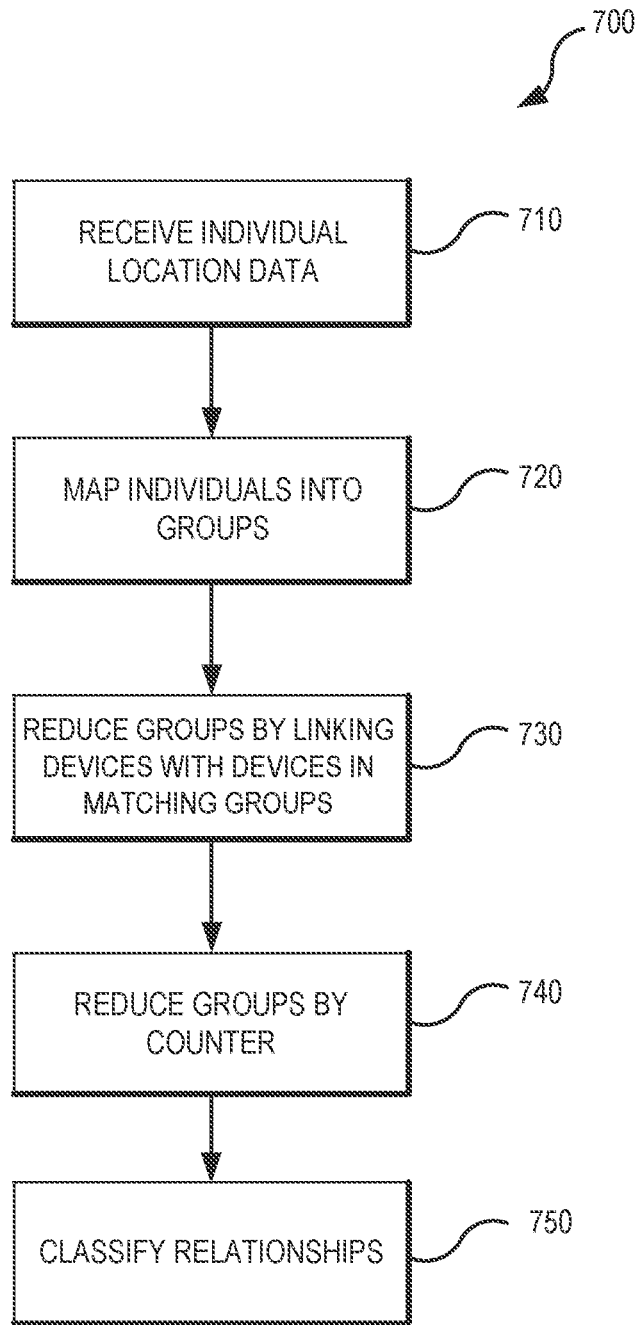 700
RECEIVE INDIVIDUAL
LOCATION DATA
710
MAP INDIVIDUALS INTO
GROUPS
720
REDUCE GROUPS BY LINKING
DEVICES WITH DEVICES IN
MATCHING GROUPS
730
REDUCE GROUPS BY
COUNTER
740
CLASSIFY RELATIONSHIPS
750